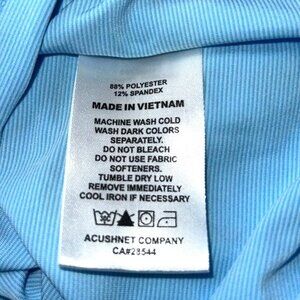 88% POLYESTER
12% SPANDEX
MADE IN VIETNAM
MACHINE WASH COLD
WASH DARK COLORS
SEPARATELY.
DO NOT BLEACH
DO NOT USE FABRIC
SOFTENERS.
TUMBLE DRY LOW
REMOVE IMMEDIATELY
COOL IRON IF NECESSARY
ACUSHNET COMPANY
CA#23544